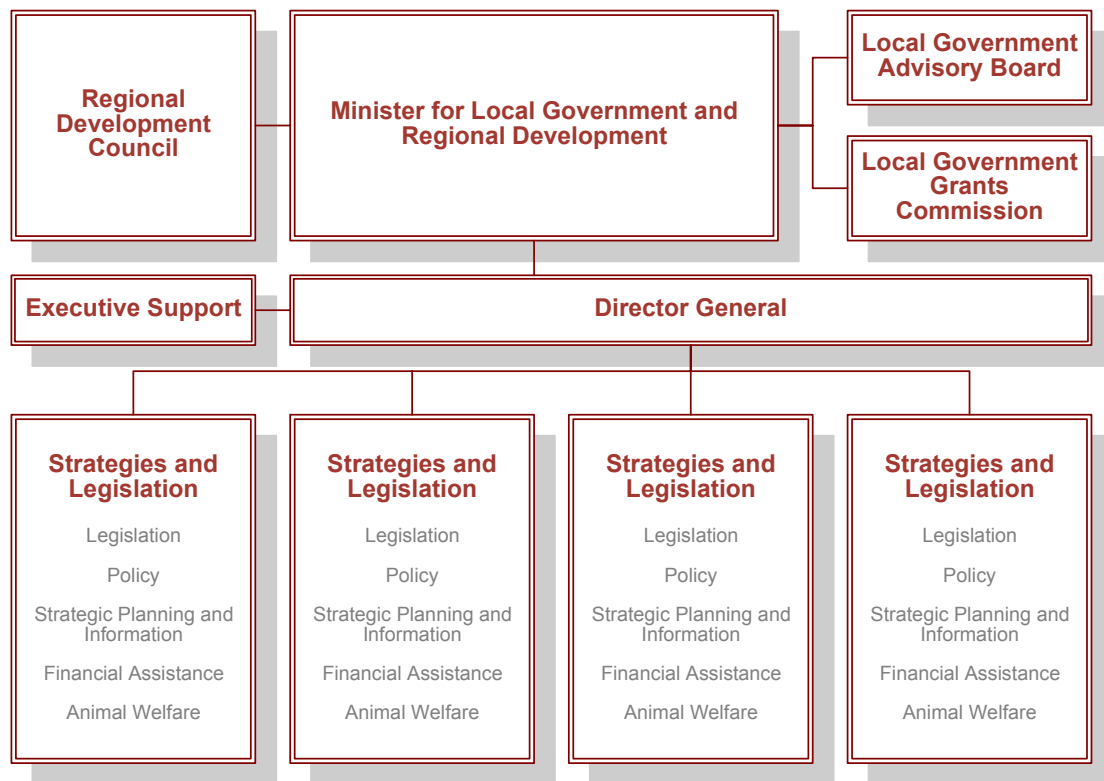 Regional
Development
Council
Minister for Local Government and
Regional Development
Local Government
Advisory Board
Local Government
Grants
Commission
Executive Support
Director General
Strategies and
Legislation
Legislation
Policy
Strategic Planning and
Information
Financial Assistance
Animal Welfare
Strategies and
Legislation
Legislation
Policy
Strategic Planning and
Information
Financial Assistance
Animal Welfare
Strategies and
Legislation
Legislation
Policy
Strategic Planning and
Information
Financial Assistance
Animal Welfare
Strategies and
Legislation
Legislation
Policy
Strategic Planning and
Information
Financial Assistance
Animal Welfare